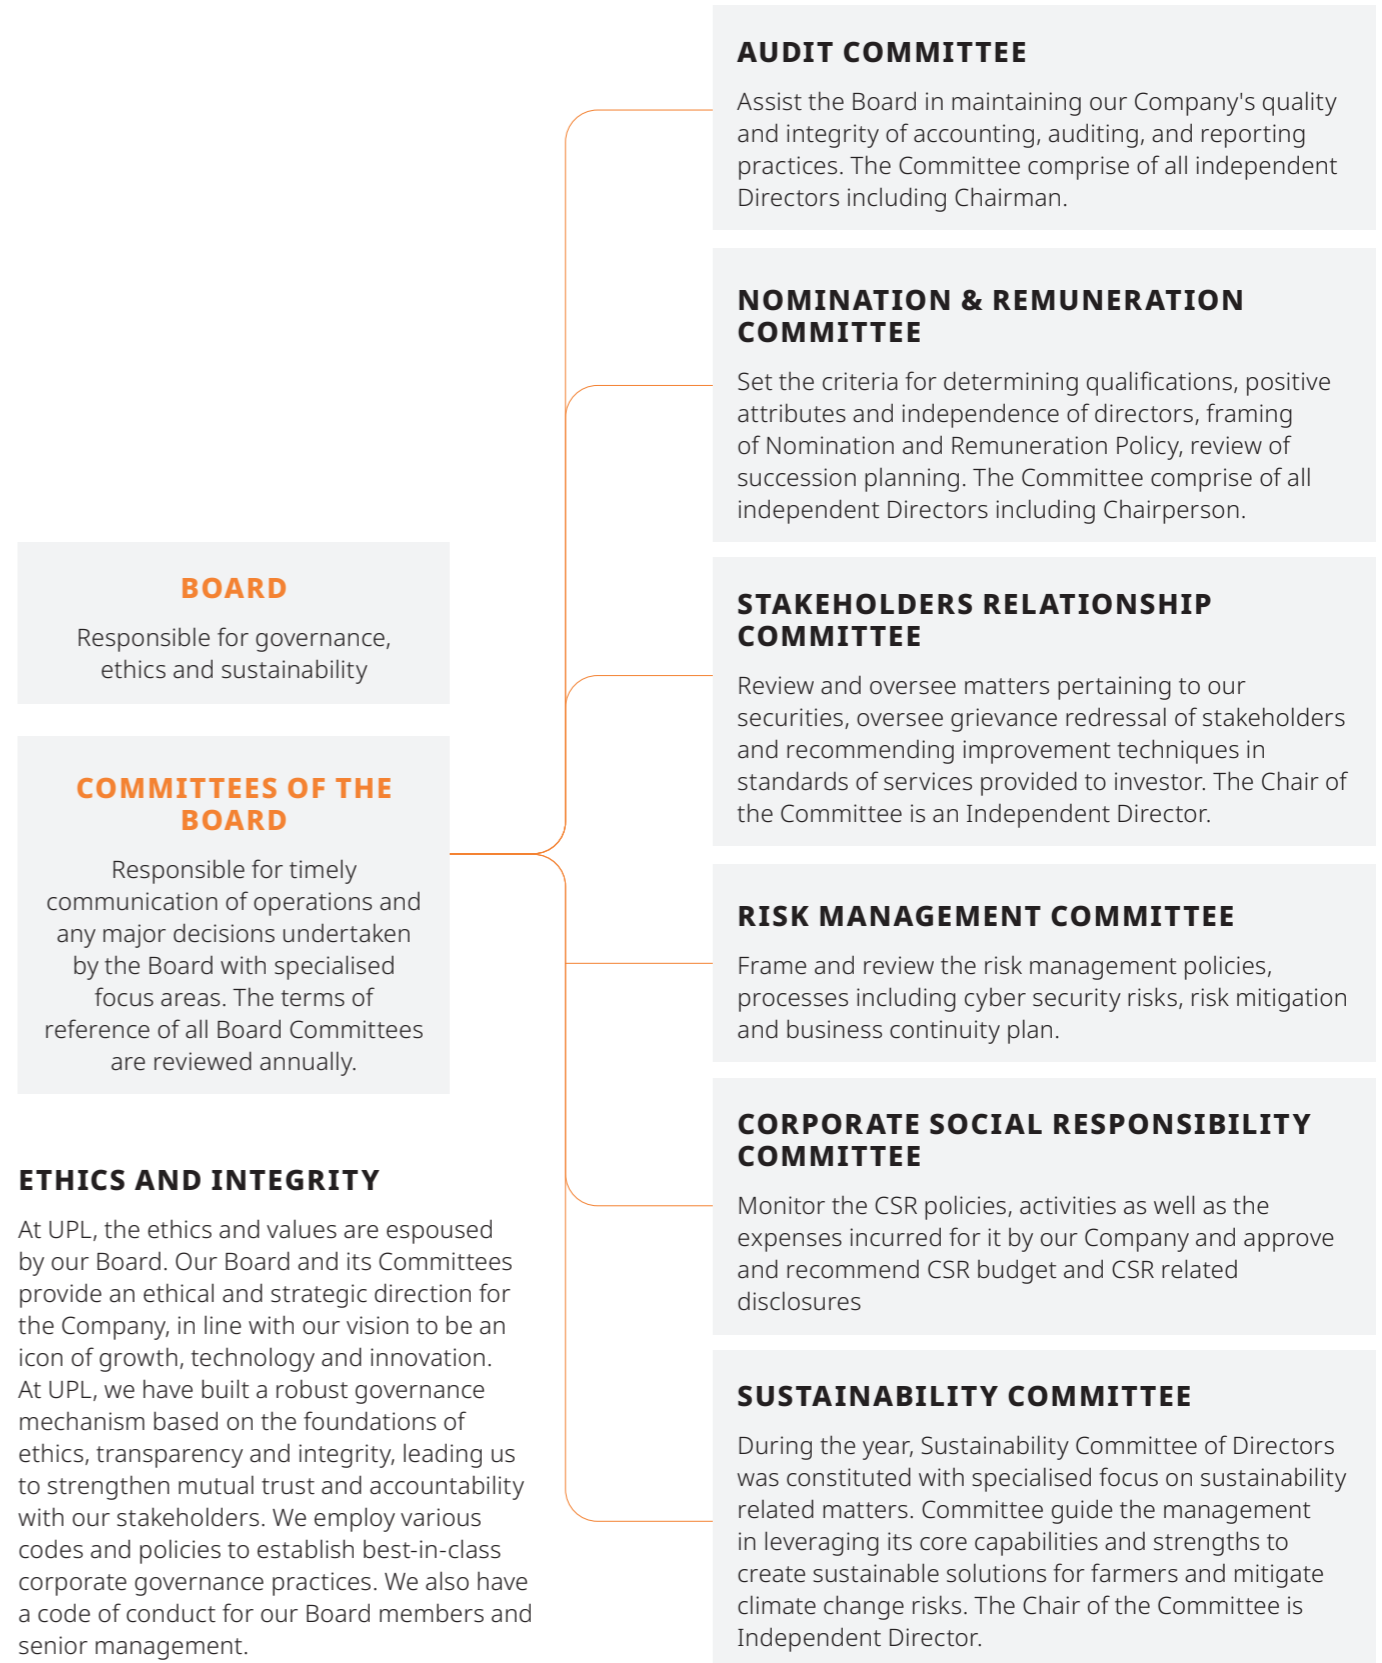 BOARD
Responsible for governance,
ethics and sustainability
COMMITTEES OF THE
BOARD
Responsible for timely
communication of operations and
any major decisions undertaken
by the Board with specialised
focus areas. The terms of
reference of all Board Committees
are reviewed annually.
ETHICS AND INTEGRITY
At UPL, the ethics and values are espoused
by our Board. Our Board and its Committees
provide an ethical and strategic direction for
the Company, in line with our vision to be an
icon of growth, technology and innovation.
At UPL, we have built a robust governance
mechanism based on the foundations of
ethics, transparency and integrity, leading us
to strengthen mutual trust and accountability
with our stakeholders. We employ various
codes and policies to establish best-in-class
corporate governance practices. We also have
a code of conduct for our Board members and
senior management.
AUDIT COMMITTEE
Assist the Board in maintaining our Company's quality
and integrity of accounting, auditing, and reporting
practices. The Committee comprise of all independent
Directors including Chairman.
NOMINATION & REMUNERATION
COMMITTEE
Set the criteria for determining qualifications, positive
attributes and independence of directors, framing
of Nomination and Remuneration Policy, review of
succession planning. The Committee comprise of all
independent Directors including Chairperson.
STAKEHOLDERS RELATIONSHIP
COMMITTEE
Review and oversee matters pertaining to our
securities, oversee grievance redressal of stakeholders
and recommending improvement techniques in
standards of services provided to investor. The Chair of
the Committee is an Independent Director.
RISK MANAGEMENT COMMITTEE
Frame and review the risk management policies,
processes including cyber security risks, risk mitigation
and business continuity plan.
CORPORATE SOCIAL RESPONSIBILITY
COMMITTEE
Monitor the CSR policies, activities as well as the
expenses incurred for it by our Company and approve
and recommend CSR budget and CSR related
disclosures
SUSTAINABILITY COMMITTEE
During the year, Sustainability Committee of Directors
was constituted with specialised focus on sustainability
related matters. Committee guide the management
in leveraging its core capabilities and strengths to
create sustainable solutions for farmers and mitigate
climate change risks. The Chair of the Committee is
Independent Director.